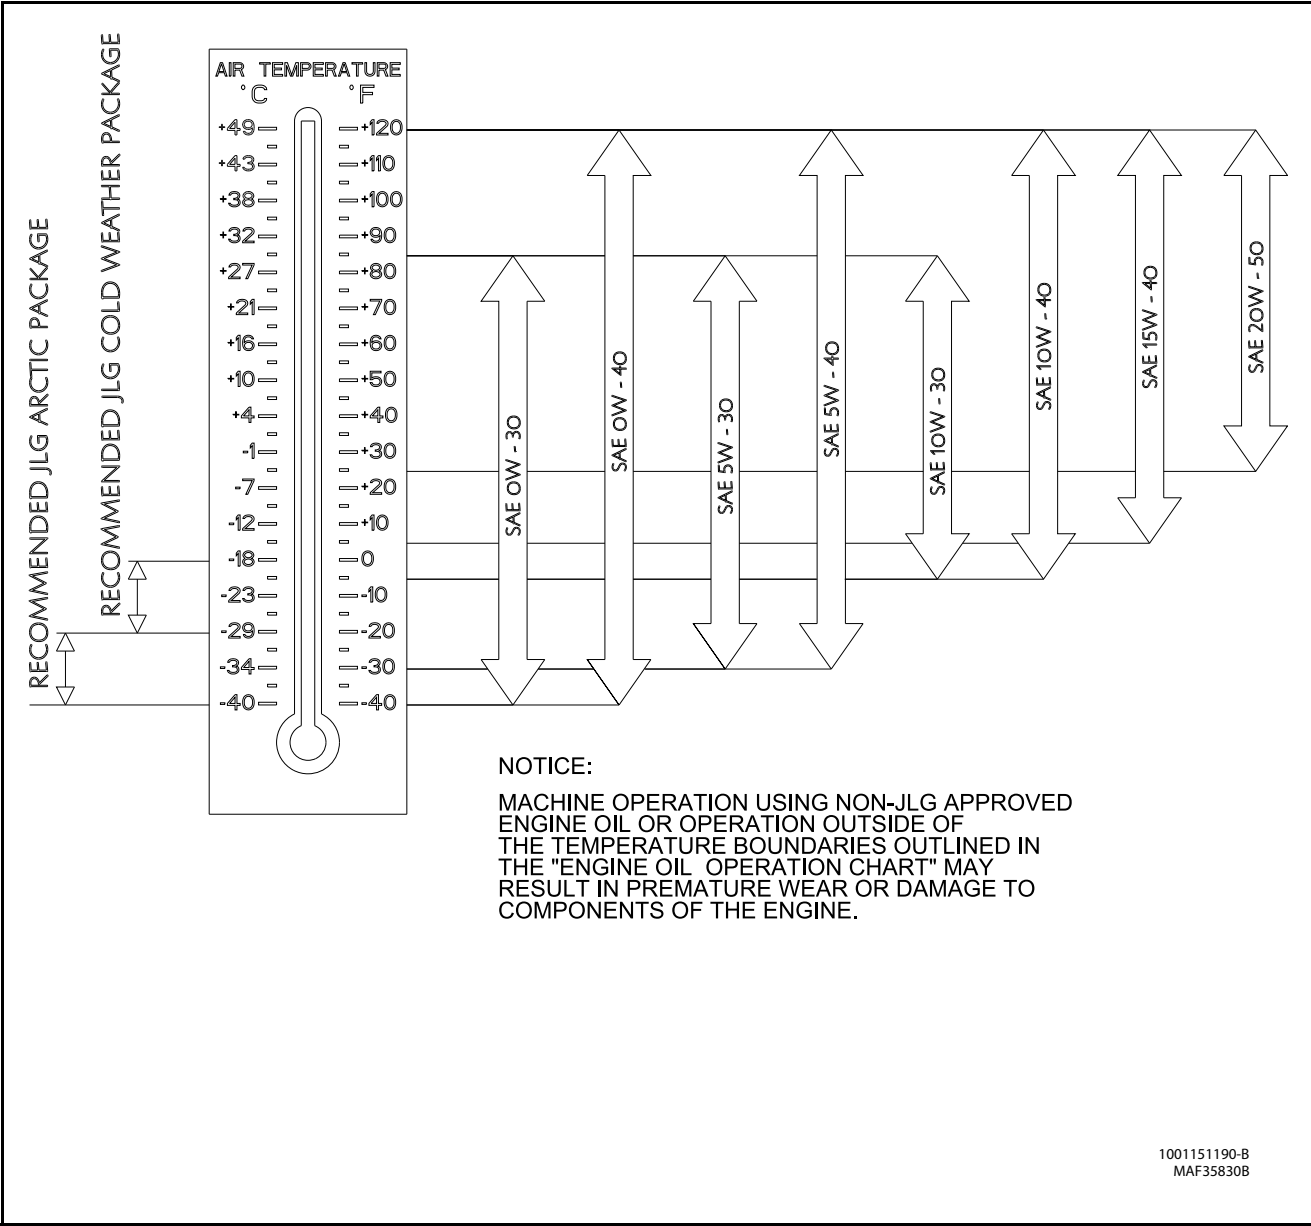 RECOMMENDED JLG ARCTIC PACKAGE
RECOMMENDED JLG COLD WEATHER PACKAGE
AIR TEMPERATURE
°C °F
+49 +120
+43 +110
+38 +100
+32 +90
+27 +80
+21 +70
+16 +60
+10 +50
+4 +40
-1 +30
-7 +20
-12 +10
-18 0
-23 -10
-29 -20
-34 -30
-40 -40
SAE 0W - 30
SAE 0W - 40
SAE 5W - 30
SAE 5W - 40
SAE 10W - 30
SAE 10W - 40
SAE 15W - 40
SAE 20W - 50
NOTICE:
MACHINE OPERATION USING NON-JLG APPROVED
ENGINE OIL OR OPERATION OUTSIDE OF
THE TEMPERATURE BOUNDARIES OUTLINED IN
THE "ENGINE OIL OPERATION CHART" MAY
RESULT IN PREMATURE WEAR OR DAMAGE TO
COMPONENTS OF THE ENGINE.
1001151190-B
MAF35830B